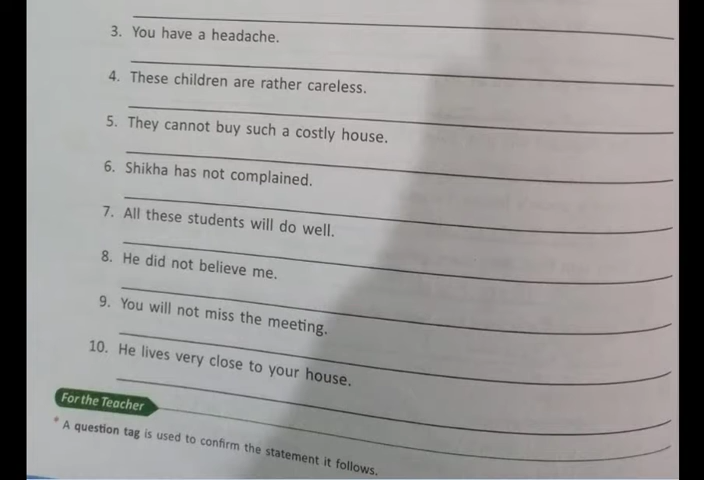 3. You have a headache.
4. These children are rather careless.
5. They cannot buy such a costly house.
6. Shikha has not complained.
7. All these students will do well.
8. He did not believe me.
9. You will not miss the meeting.
10. He lives very close to your house.
For the Teacher
* A question tag is used to confirm the statement it follows.